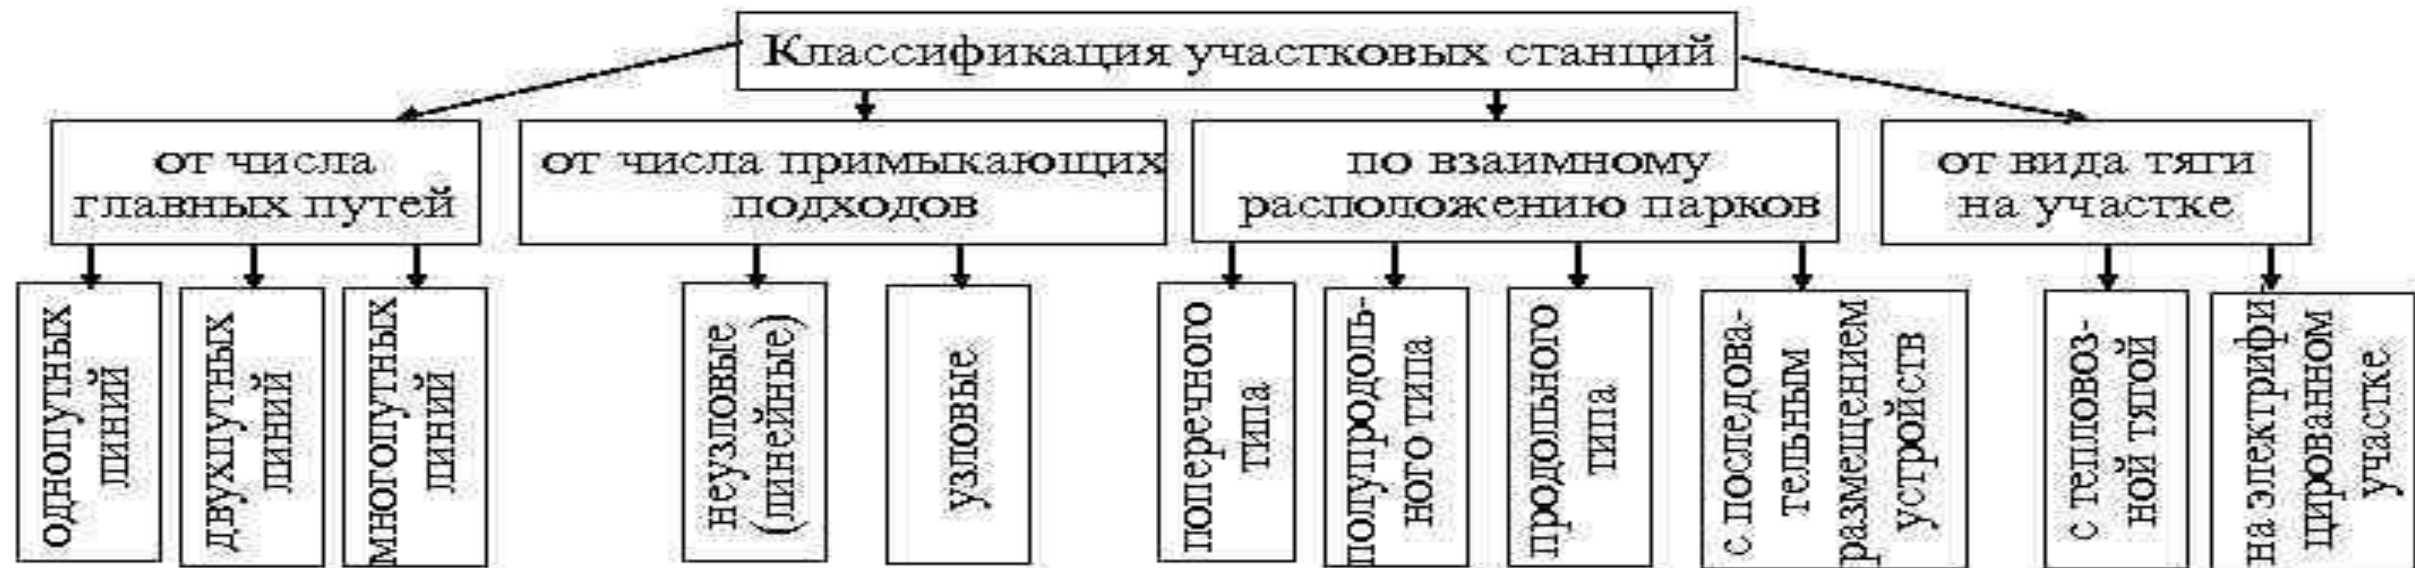 Классификация участковых станций
от числа
главных путей
от числа примыкающих
подходов
по взаимному
расположению парков
от вида тяги
на участке
однопутных
линий
двухпутных
линий
многопутных
линий
неузловые
(линейные)
узловые
поперечного
типа
полупродоль-
ного типа
продольного
типа
с последова-
тельным
размещением
устройств
с тепловоз-
ной тягой
на электрифи-
цированном
участке